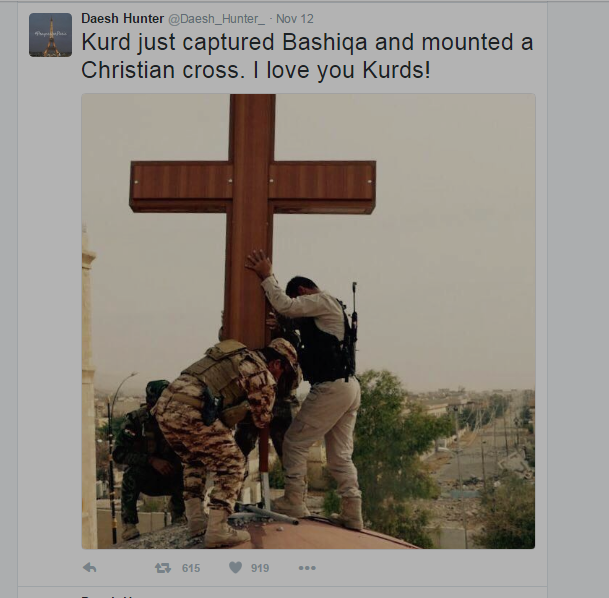 Daesh Hunter @Daesh_Hunter_ · Nov 12
Kurd just captured Bashiqa and mounted a
Christian cross. I love you Kurds!
615 919